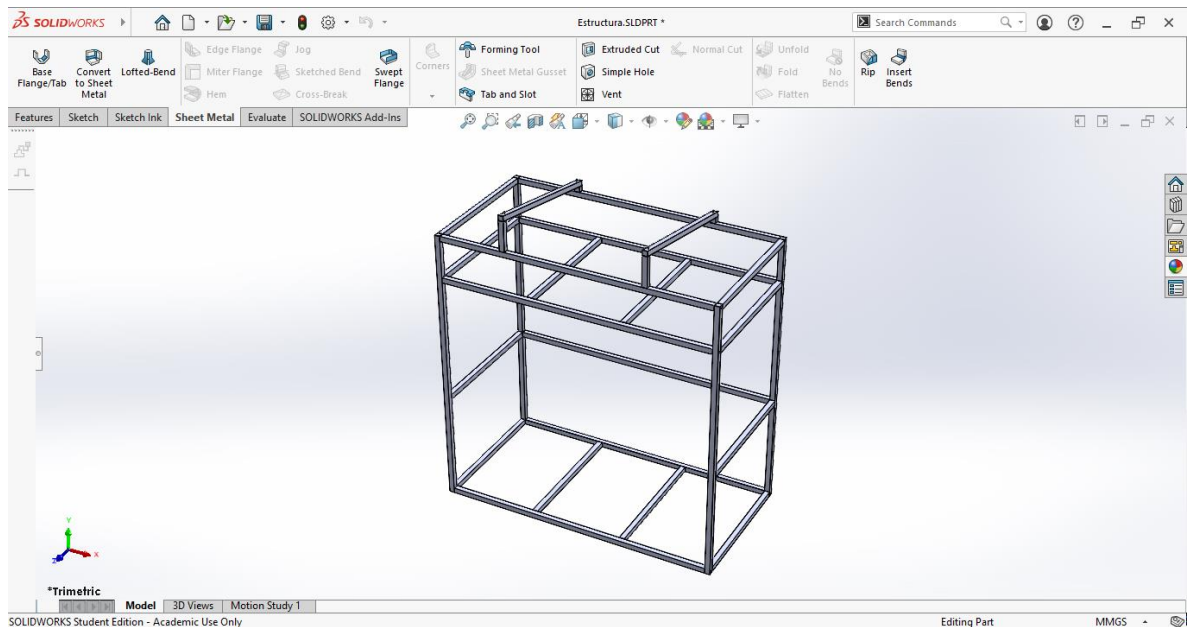 SOLIDWORKS
Estructura.SLDPRT *
Search Commands
Base Flange/Tab
Convert to Sheet Metal
Lofted-Bend
Edge Flange
Miter Flange
Hem
Jog
Sketched Bend
Cross-Break
Swept Flange
Corners
Forming Tool
Sheet Metal Gusset
Tab and Slot
Extruded Cut
Simple Hole
Vent
Normal Cut
Unfold
Fold
Flatten
No Bends
Rip
Insert Bends
Features Sketch Sketch Ink Sheet Metal Evaluate SOLIDWORKS Add-Ins
Y
X
Z
*Trimetric
Model 3D Views Motion Study 1
SOLIDWORKS Student Edition - Academic Use Only Editing Part MMGS